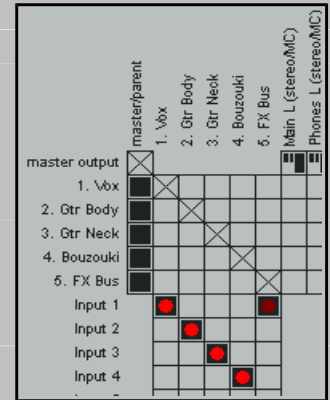 master/parent
1. Vox
2. Gtr Body
3. Gtr Neck
4. Bouzouki
5. FX Bus
Main L (stereo/MC)
Phones L (stereo/MC)
master output
1. Vox
2. Gtr Body
3. Gtr Neck
4. Bouzouki
5. FX Bus
Input 1
Input 2
Input 3
Input 4